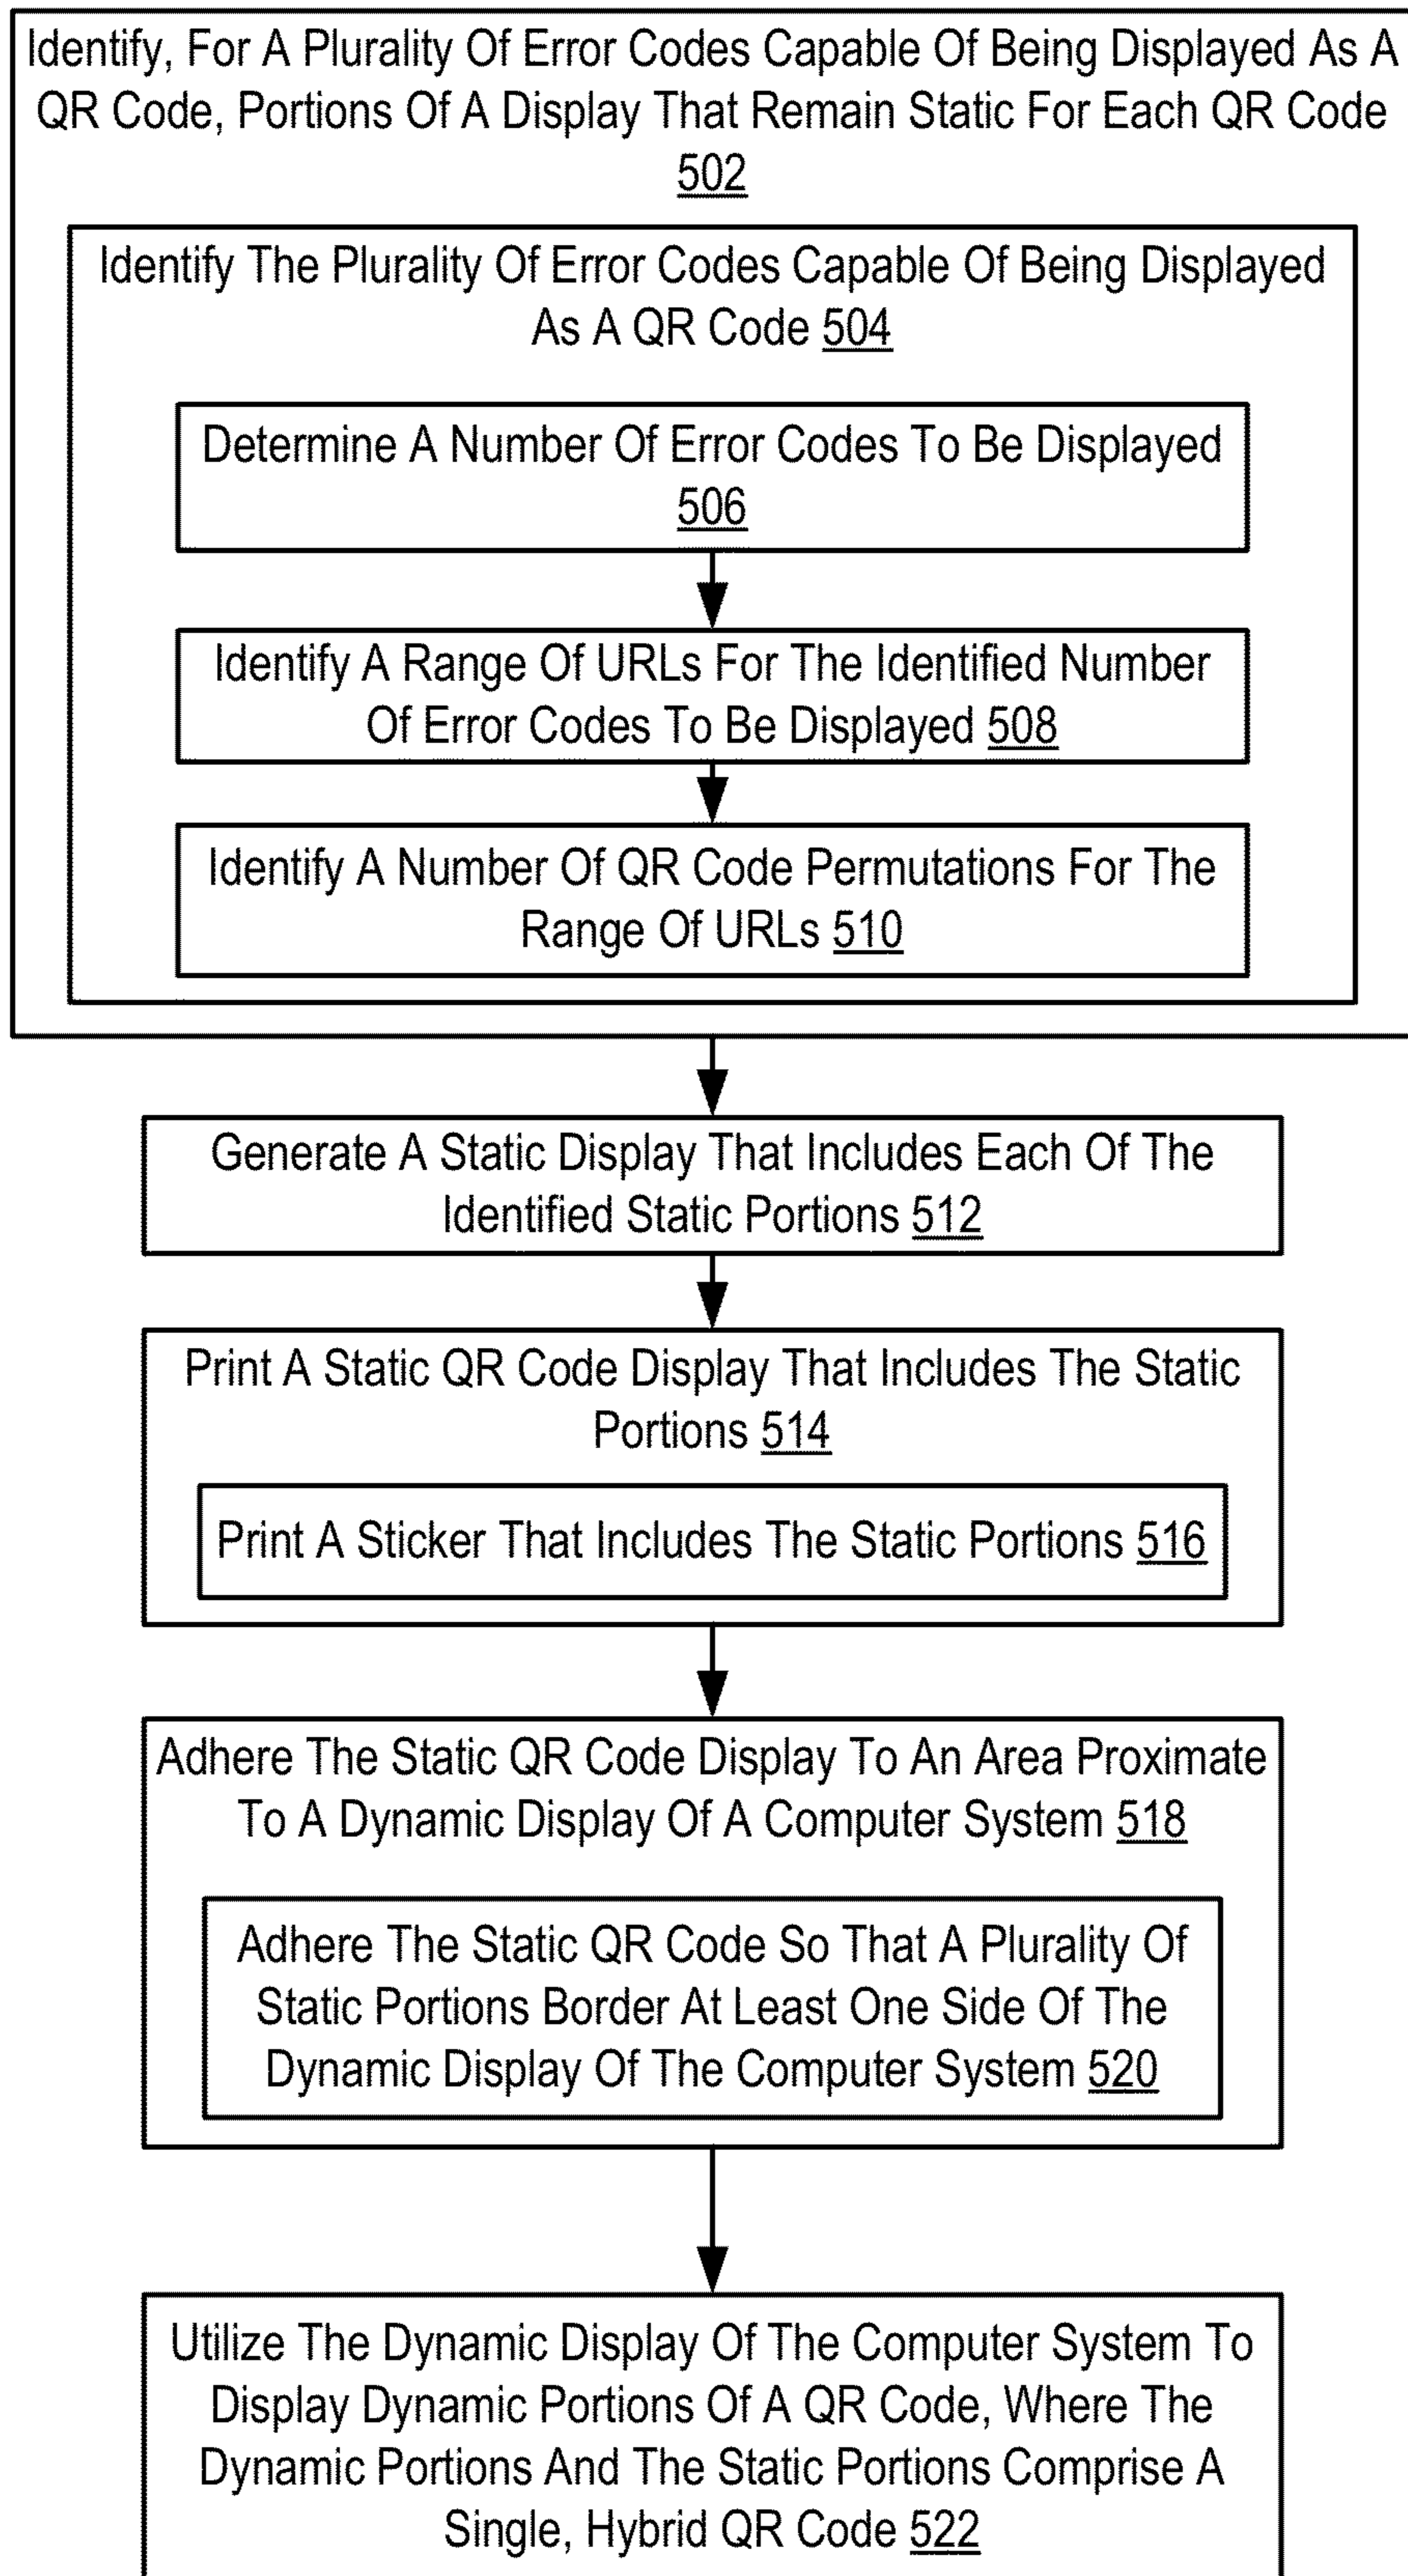 Identify, For A Plurality Of Error Codes Capable Of Being Displayed As A
QR Code, Portions Of A Display That Remain Static For Each QR Code
502
Identify The Plurality Of Error Codes Capable Of Being Displayed
As A QR Code 504
Determine A Number Of Error Codes To Be Displayed
506
Identify A Range Of URLs For The Identified Number
Of Error Codes To Be Displayed 508
Identify A Number Of QR Code Permutations For The
Range Of URLs 510
Generate A Static Display That Includes Each Of The
Identified Static Portions 512
Print A Static QR Code Display That Includes The Static
Portions 514
Print A Sticker That Includes The Static Portions 516
Adhere The Static QR Code Display To An Area Proximate
To A Dynamic Display Of A Computer System 518
Adhere The Static QR Code So That A Plurality Of
Static Portions Border At Least One Side Of The
Dynamic Display Of The Computer System 520
Utilize The Dynamic Display Of The Computer System To
Display Dynamic Portions Of A QR Code, Where The
Dynamic Portions And The Static Portions Comprise A
Single, Hybrid QR Code 522